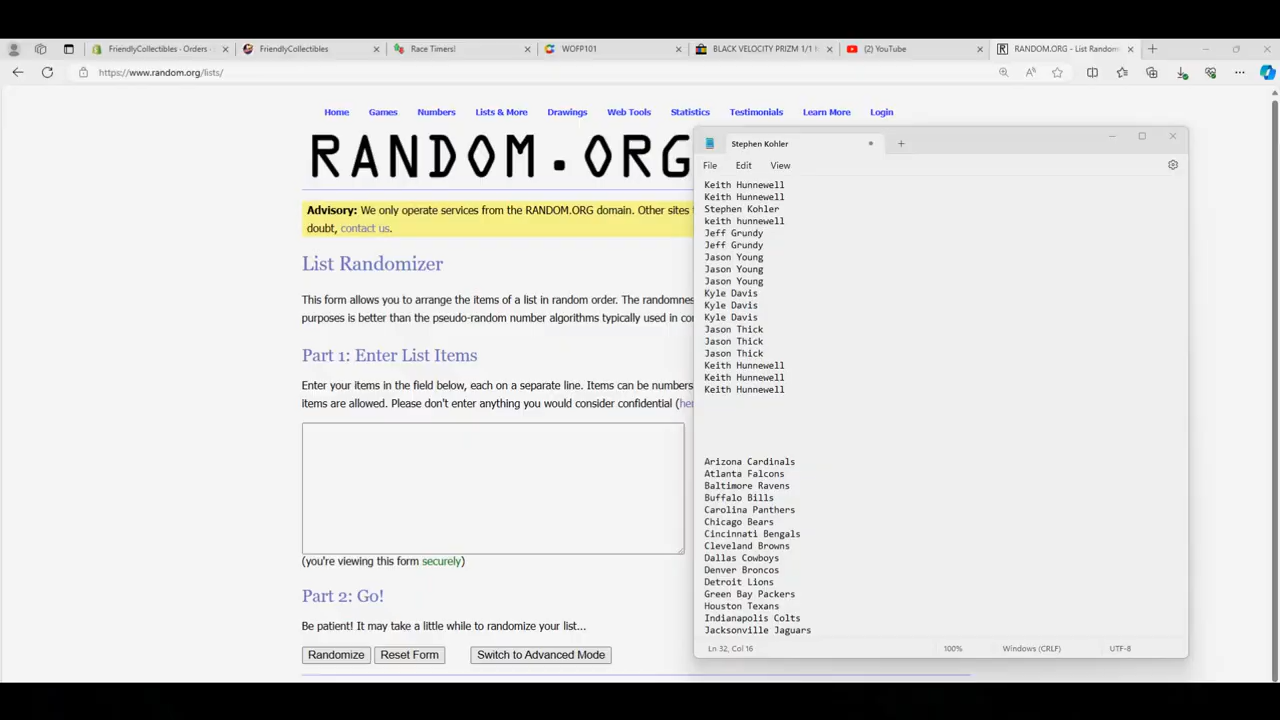 FriendlyCollectibles - Orders
FriendlyCollectibles
Race Timers!
WOFP101
BLACK VELOCITY PRIZM 1/1
(2) YouTube
RANDOM.ORG - List Random
https://www.random.org/lists/
Home Games Numbers Lists & More Drawings Web Tools Statistics Testimonials Learn More Login
RANDOM.ORG
Advisory: We only operate services from the RANDOM.ORG domain. Other sites
doubt, contact us.
List Randomizer
This form allows you to arrange the items of a list in random order. The randomnes
purposes is better than the pseudo-random number algorithms typically used in co
Part 1: Enter List Items
Enter your items in the field below, each on a separate line. Items can be numbers
items are allowed. Please don't enter anything you would consider confidential (her
(you're viewing this form securely)
Part 2: Go!
Be patient! It may take a little while to randomize your list...
Randomize Reset Form Switch to Advanced Mode
Stephen Kohler
File Edit View
Keith Hunnewell
Keith Hunnewell
Stephen Kohler
keith hunnewell
Jeff Grundy
Jeff Grundy
Jason Young
Jason Young
Jason Young
Kyle Davis
Kyle Davis
Kyle Davis
Jason Thick
Jason Thick
Jason Thick
Keith Hunnewell
Keith Hunnewell
Keith Hunnewell
Arizona Cardinals
Atlanta Falcons
Baltimore Ravens
Buffalo Bills
Carolina Panthers
Chicago Bears
Cincinnati Bengals
Cleveland Browns
Dallas Cowboys
Denver Broncos
Detroit Lions
Green Bay Packers
Houston Texans
Indianapolis Colts
Jacksonville Jaguars
Ln 32, Col 16 100% Windows (CRLF) UTF-8